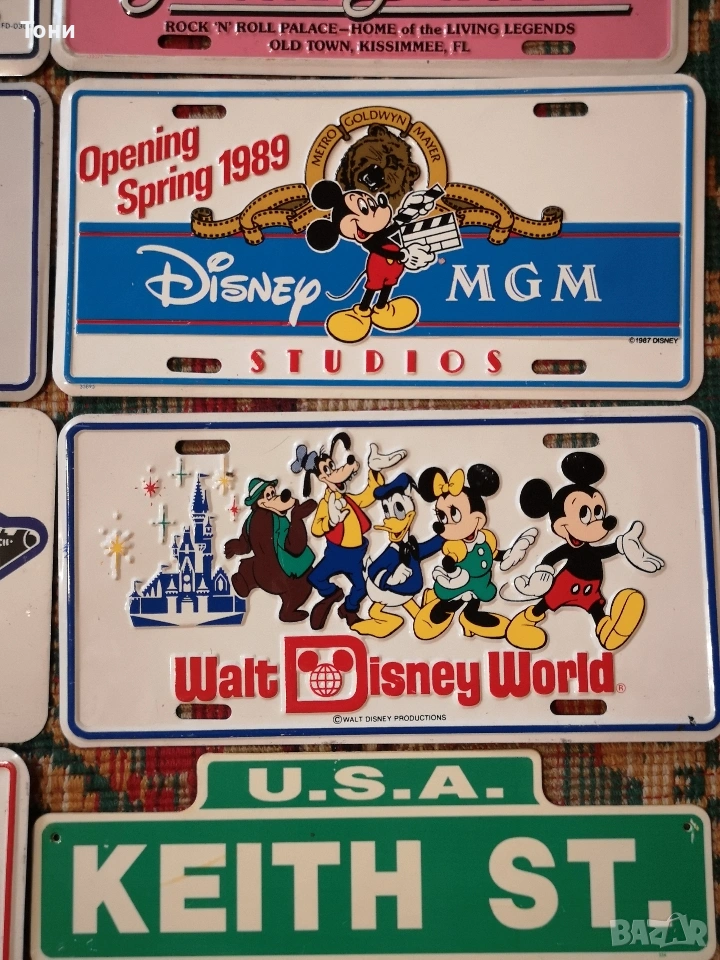 Тони
ROCK 'N' ROLL PALACE—HOME of the LIVING LEGENDS
OLD TOWN, KISSIMMEE, FL
Opening
Spring 1989
METRO GOLDWYN MAYER
Disney MGM
©1987 DISNEY
STUDIOS
Walt Disney World®
©WALT DISNEY PRODUCTIONS
U.S.A.
KEITH ST.
BAZAR